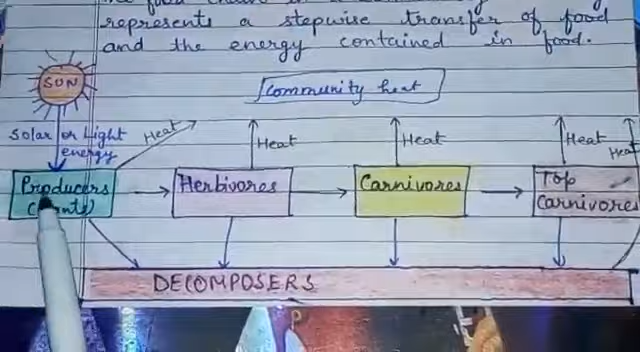 represents a stepwise transfer of food
and the energy contained in food.
SUN
Community heat
Solar or Light
energy
Heat
Heat
Heat
Heat
Heat
Producers
Herbivores
Carnivores
Top
Carnivores
DECOMPOSERS